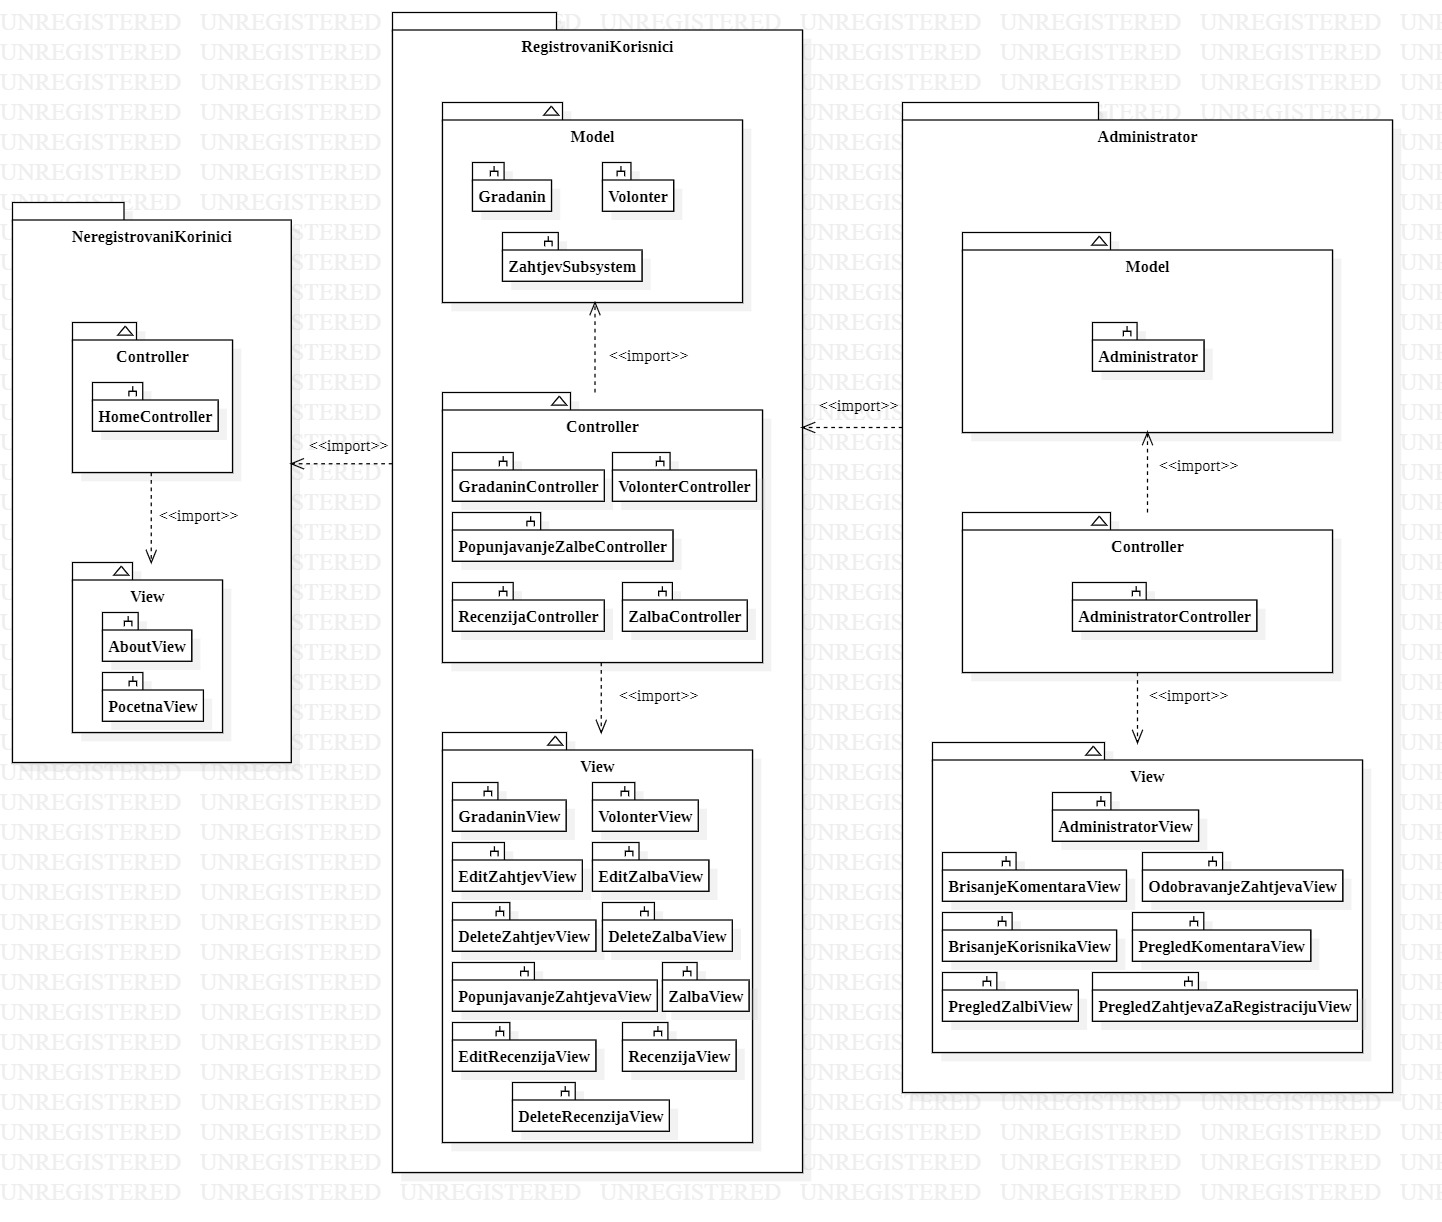 NeregistrovaniKorinici
Controller
HomeController
<<import>>
View
AboutView
PocetnaView
<<import>>
RegistrovaniKorisnici
Model
Gradanin
Volonter
ZahtjevSubsystem
<<import>>
Controller
GradaninController
VolonterController
PopunjavanjeZalbeController
RecenzijaController
ZalbaController
<<import>>
View
GradaninView
VolonterView
EditZahtjevView
EditZalbaView
DeleteZahtjevView
DeleteZalbaView
PopunjavanjeZahtjevaView
ZalbaView
EditRecenzijaView
RecenzijaView
DeleteRecenzijaView
<<import>>
Administrator
Model
Administrator
<<import>>
Controller
AdministratorController
<<import>>
View
AdministratorView
BrisanjeKomentaraView
OdobravanjeZahtjevaView
BrisanjeKorisnikaView
PregledKomentaraView
PregledZalbiView
PregledZahtjevaZaRegistracijuView
UNREGISTERED